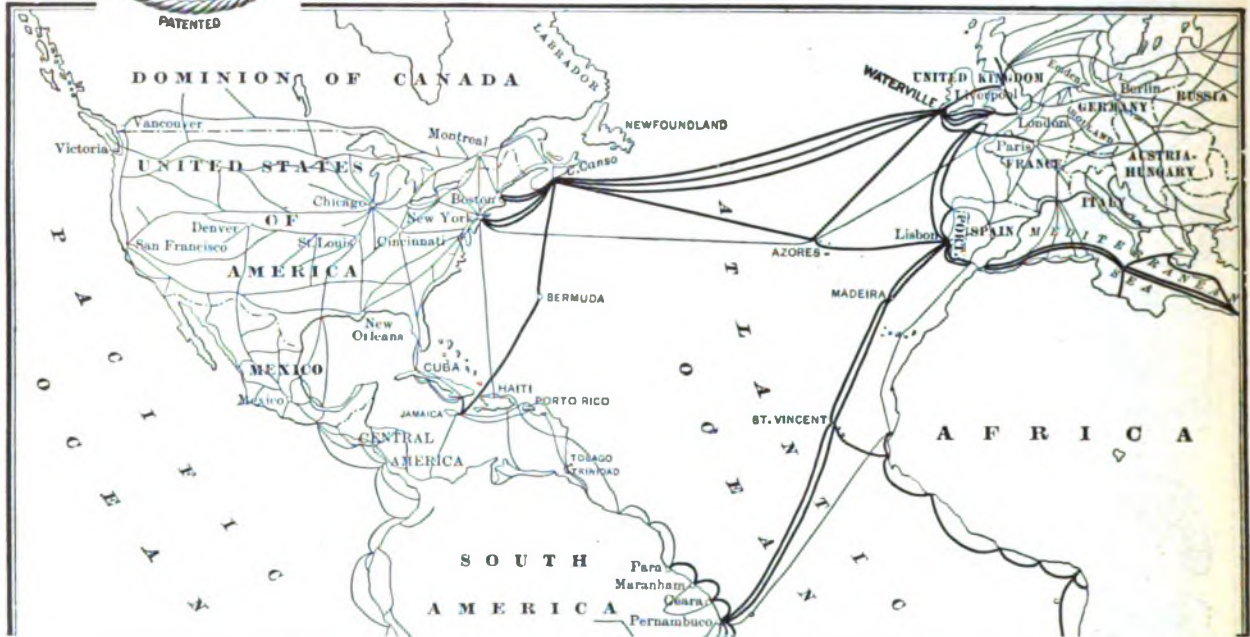 PATENTED
DOMINION OF CANADA
LABRADOR
NEWFOUNDLAND
Vancouver
Victoria
Montreal
C. Canso
UNITED STATES
OF
AMERICA
Chicago
Boston
New York
Denver
St. Louis
Cincinnati
San Francisco
New
Orleans
MEXICO
Mexico
CUBA
HAITI
JAMAICA
PORTO RICO
BERMUDA
CENTRAL
AMERICA
TOBAGO
TRINIDAD
SOUTH
AMERICA
Para
Maranham
Ceara
Pernambuco
PACIFIC
OCEAN
ATLANTIC
OCEAN
WATERVILLE
UNITED KINGDOM
Liverpool
London
Emden
Berlin
GERMANY
RUSSIA
HOLLAND
Paris
FRANCE
AUSTRIA-
HUNGARY
ITALY
PORT
SPAIN
Lisbon
MEDITERRANEAN
SEA
AZORES
MADEIRA
ST. VINCENT
AFRICA